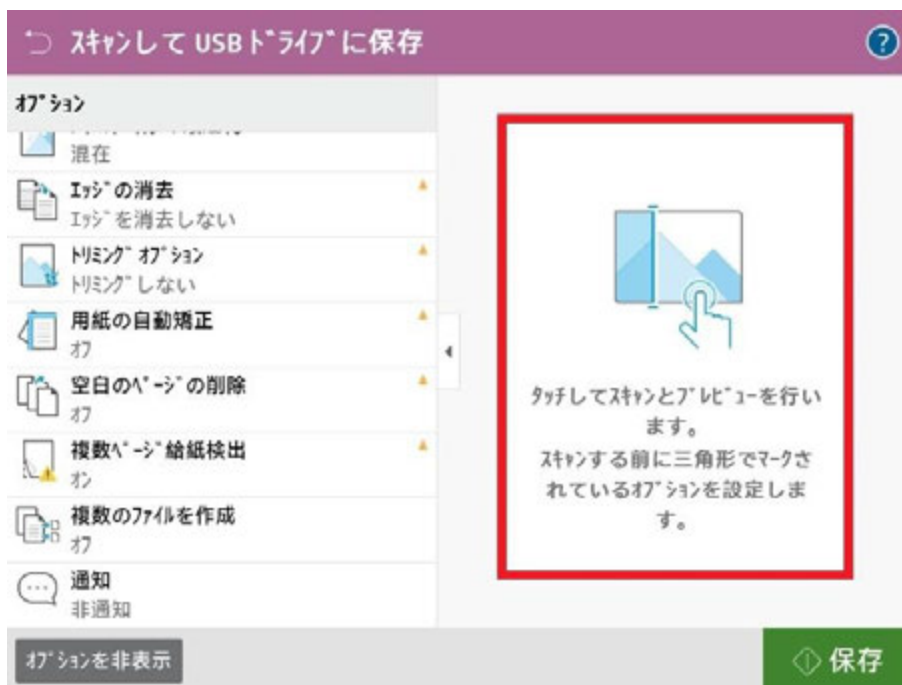 スキャンして USB ドライブに保存
?
オプション
混在
エッジの消去
エッジを消去しない
トリミング オプション
トリミングしない
用紙の自動矯正
オフ
空白のページの削除
オフ
複数ページ給紙検出
オン
複数のファイルを作成
オフ
通知
非通知
タッチしてスキャンとプレビューを行い
ます。
スキャンする前に三角形でマークさ
れているオプションを設定しま
す。
オプションを非表示
保存